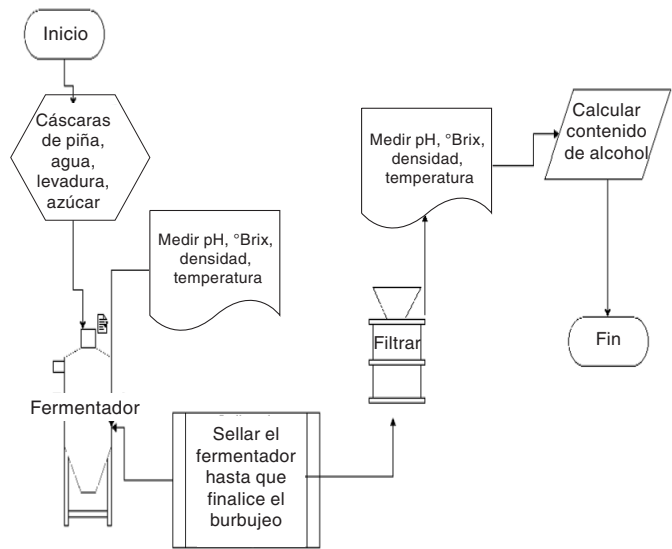 Inicio
Cáscaras
de piña,
agua,
levadura,
azúcar
Medir pH, °Brix,
densidad,
temperatura
Fermentador
Sellar el
fermentador
hasta que
finalice el
burbujeo
Filtrar
Medir pH, °Brix,
densidad,
temperatura
Calcular
contenido
de alcohol
Fin